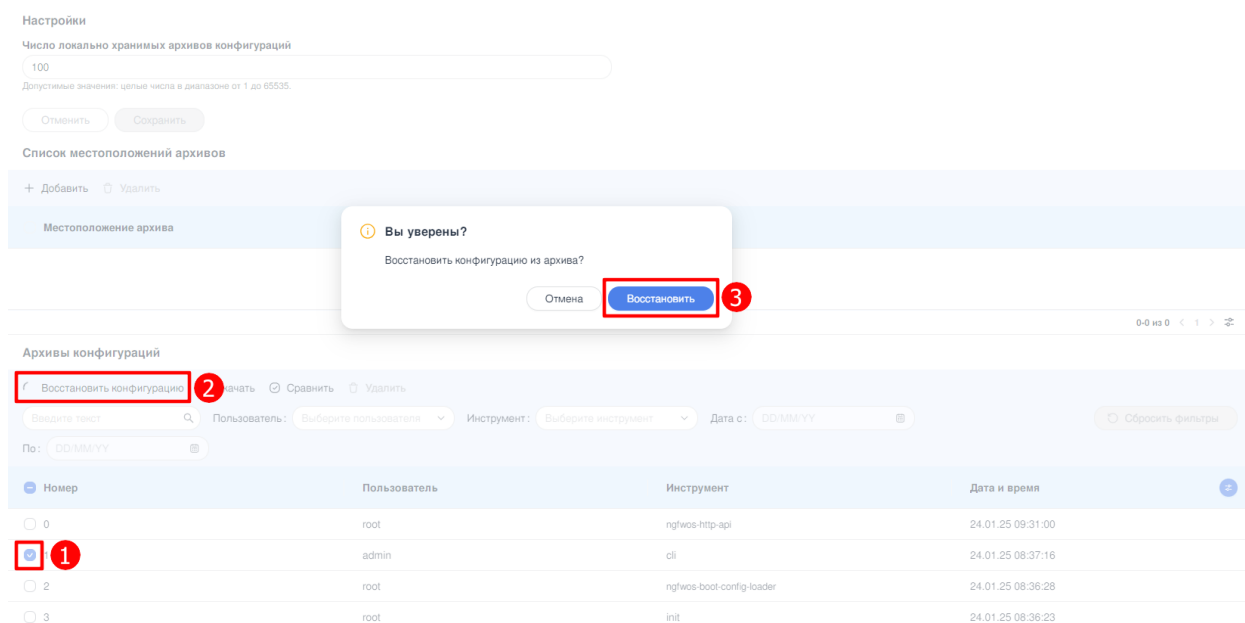 Настройки
Число локально хранимых архивов конфигураций
100
Допустимые значения: целые числа в диапазоне от 1 до 65535.
Отменить Сохранить
Список местоположений архивов
+ Добавить Удалить
Местоположение архива
Вы уверены?
Восстановить конфигурацию из архива?
Отмена Восстановить 3
0-0 из 0 < 1 >
Архивы конфигураций
Восстановить конфигурацию 2 качать Сравнить Удалить
Введите текст Пользователь: Выберите пользователя Инструмент: Выберите инструмент Дата с: DD/MM/YY Сбросить фильтры
По: DD/MM/YY
Номер Пользователь Инструмент Дата и время
0 root ngfwos-http-api 24.01.25 09:31:00
1 1 admin cli 24.01.25 08:37:16
2 root ngfwos-boot-config-loader 24.01.25 08:36:28
3 root init 24.01.25 08:36:23